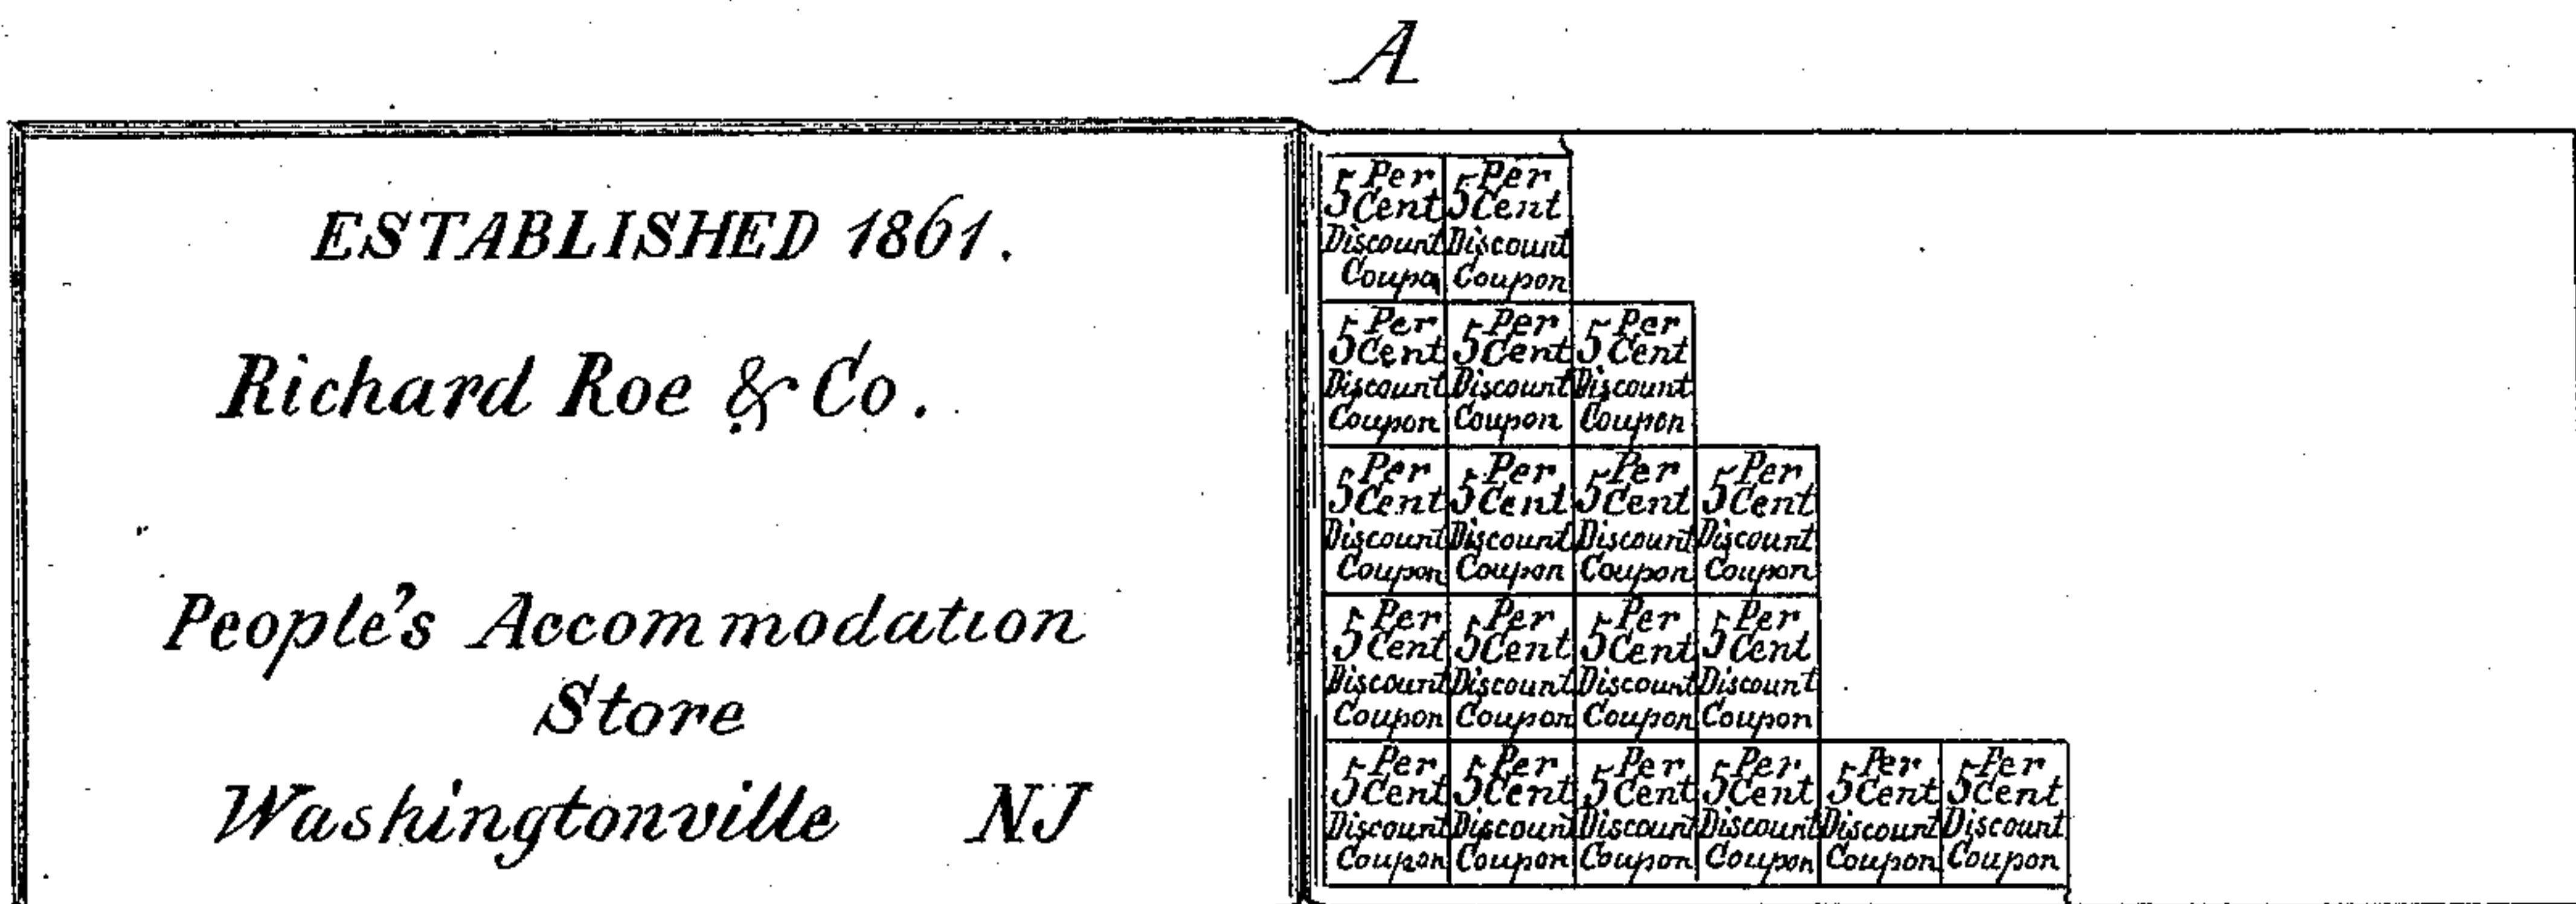 A
ESTABLISHED 1861.
Richard Roe & Co.
People's Accommodation
Store
Washingtonville NJ
5 Per 5 Per
Cent Cent
Discount Discount
Coupo Coupon
5 Per 5 Per 5 Per
Cent Cent Cent
Discount Discount Discount
Coupon Coupon Coupon
5 Per 5 Per 5 Per 5 Per
Cent Cent Cent Cent
Discount Discount Discount Discount
Coupon Coupon Coupon Coupon
5 Per 5 Per 5 Per 5 Per
Cent Cent Cent Cent
Discount Discount Discount Discount
Coupon Coupon Coupon Coupon
5 Per 5 Per 5 Per 5 Per 5 Per 5 Per
Cent Cent Cent Cent Cent Cent
Discount Discount Discount Discount Discount Discount
Coupon Coupon Coupon Coupon Coupon Coupon